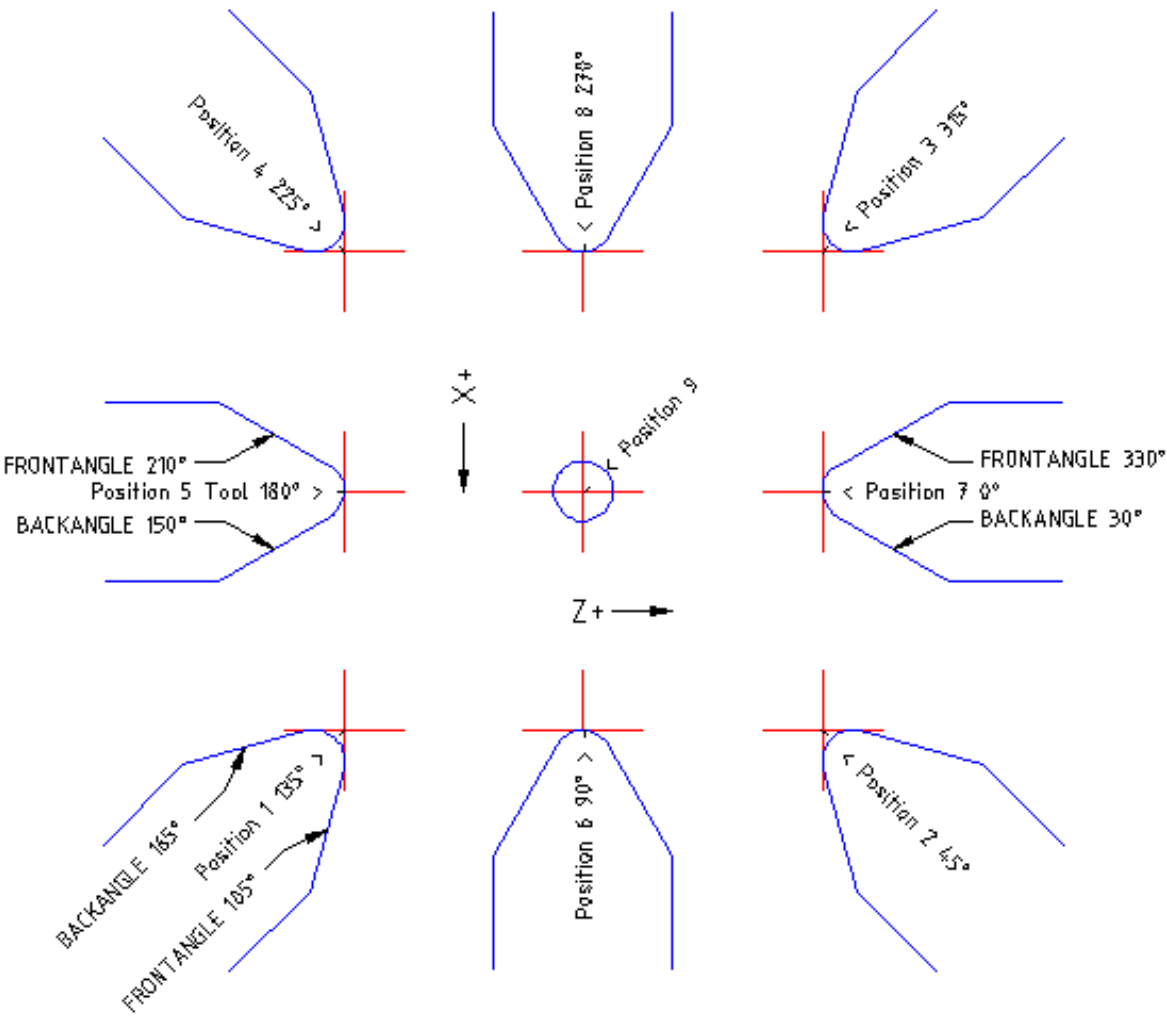 Position 4 225°
Position 8 270°
Position 3 315°
X+
Position 9
FRONTANGLE 210°
Position 5 Tool 180°
BACKANGLE 150°
FRONTANGLE 330°
Position 7 0°
BACKANGLE 30°
Z+
BACKANGLE 165°
Position 1 135°
FRONTANGLE 105°
Position 6 90°
Position 2 45°